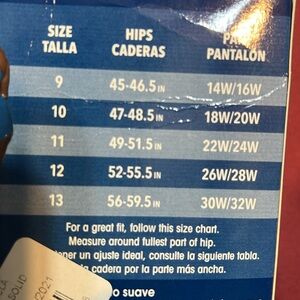 SIZE HIPS
TALLA CADERAS PANTALÓN
9 45-46.5 IN 14W/16W
10 47-48.5 IN 18W/20W
11 49-51.5 IN 22W/24W
12 52-55.5 IN 26W/28W
13 56-59.5 IN 30W/32W
For a great fit, follow this size chart.
Measure around fullest part of hip.
un ajuste ideal, consulte la siguiente tabla.
cadera por la parte más ancha.
SOLID
2021
suave